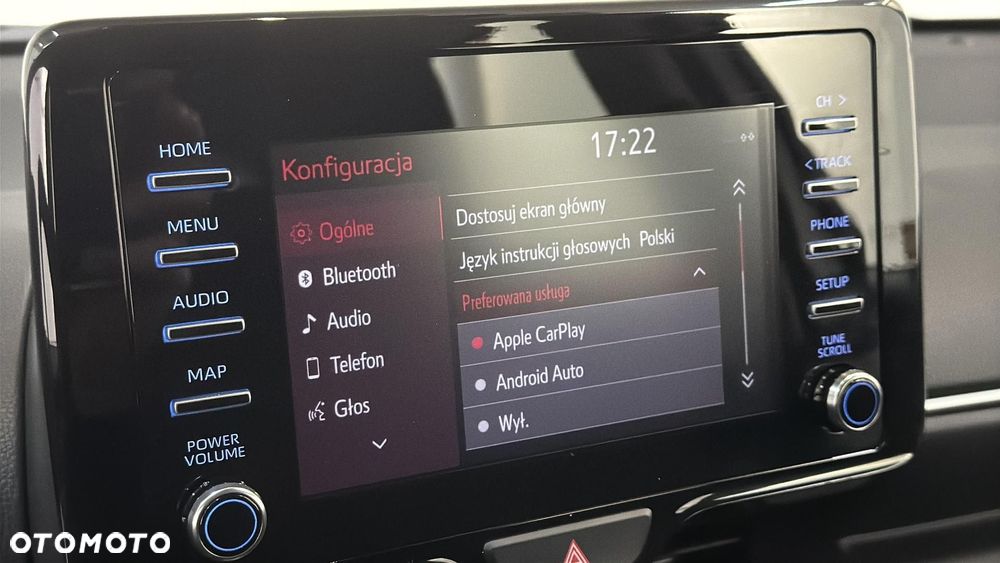 HOME
MENU
AUDIO
MAP
POWER
VOLUME
Konfiguracja
17:22
Ogólne
Bluetooth
Audio
Telefon
Głos
Dostosuj ekran główny
Język instrukcji głosowych Polski
Preferowana usługa
Apple CarPlay
Android Auto
Wył.
CH >
< TRACK
PHONE
SETUP
TUNE
SCROLL
OTOMOTO